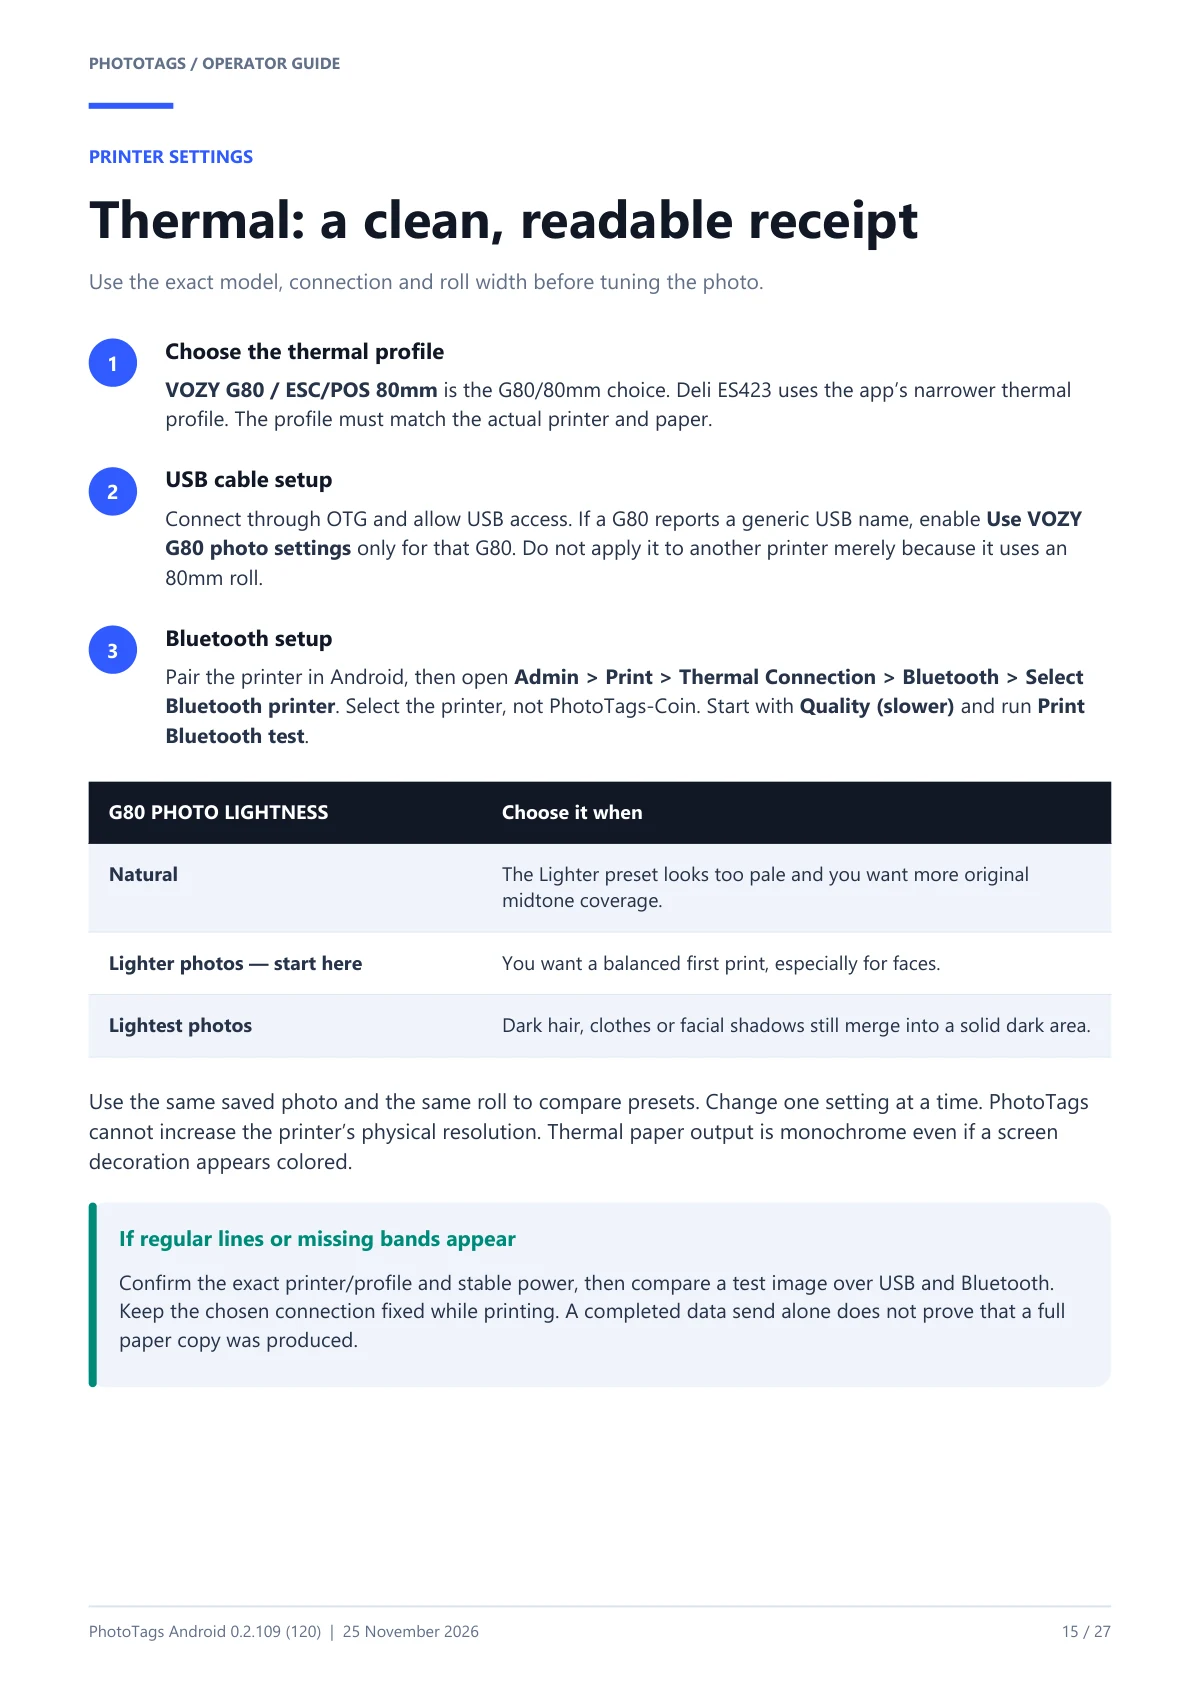 PHOTOTAGS / OPERATOR GUIDE
PRINTER SETTINGS
Thermal: a clean, readable receipt
Use the exact model, connection and roll width before tuning the photo.
1
Choose the thermal profile
VOZY G80 / ESC/POS 80mm is the G80/80mm choice. Deli ES423 uses the app’s narrower thermal
profile. The profile must match the actual printer and paper.
2
USB cable setup
Connect through OTG and allow USB access. If a G80 reports a generic USB name, enable Use VOZY
G80 photo settings only for that G80. Do not apply it to another printer merely because it uses an
80mm roll.
3
Bluetooth setup
Pair the printer in Android, then open Admin > Print > Thermal Connection > Bluetooth > Select
Bluetooth printer. Select the printer, not PhotoTags-Coin. Start with Quality (slower) and run Print
Bluetooth test.
G80 PHOTO LIGHTNESS Choose it when
Natural The Lighter preset looks too pale and you want more original
midtone coverage.
Lighter photos — start here You want a balanced first print, especially for faces.
Lightest photos Dark hair, clothes or facial shadows still merge into a solid dark area.
Use the same saved photo and the same roll to compare presets. Change one setting at a time. PhotoTags
cannot increase the printer’s physical resolution. Thermal paper output is monochrome even if a screen
decoration appears colored.
If regular lines or missing bands appear
Confirm the exact printer/profile and stable power, then compare a test image over USB and Bluetooth.
Keep the chosen connection fixed while printing. A completed data send alone does not prove that a full
paper copy was produced.
PhotoTags Android 0.2.109 (120) | 25 November 2026 15 / 27